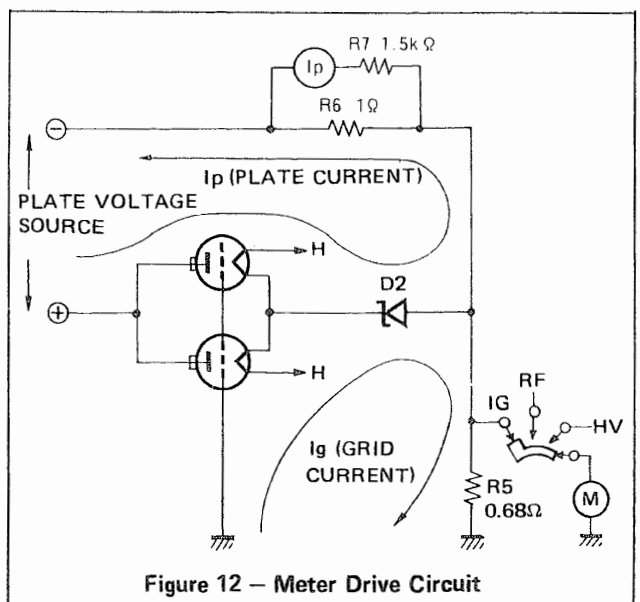 R7 1.5k Ω
Ip
R6 1Ω
−
Ip (PLATE CURRENT)
PLATE VOLTAGE
SOURCE
H
D2
+
H
RF
IG
HV
Ig (GRID
CURRENT)
R5
0.68Ω
M
Figure 12 – Meter Drive Circuit